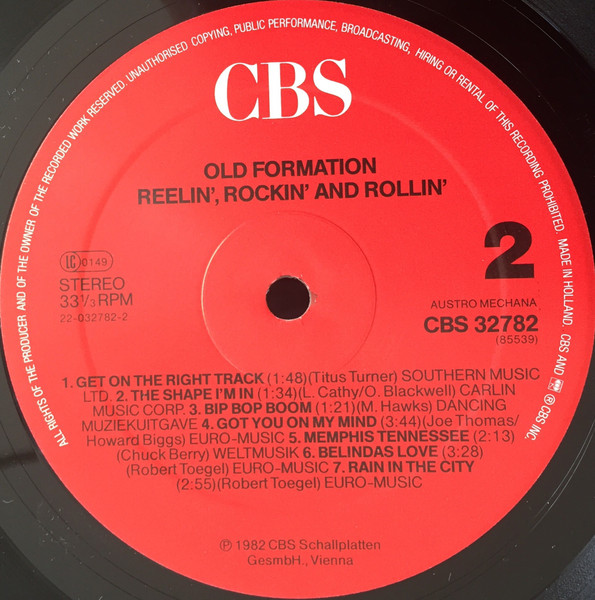 CBS
OLD FORMATION
REELIN', ROCKIN' AND ROLLIN'
2
LC 0149
STEREO
33⅓ RPM
22-032782-2
AUSTRO MECHANA
CBS 32782
(85539)
1. GET ON THE RIGHT TRACK (1:48)(Titus Turner) SOUTHERN MUSIC
LTD. 2. THE SHAPE I'M IN (1:34)(L. Cathy/O. Blackwell) CARLIN
MUSIC CORP. 3. BIP BOP BOOM (1:21)(M. Hawks) DANCING
MUZIEKUITGAVE 4. GOT YOU ON MY MIND (3:44)(Joe Thomas/
Howard Biggs) EURO-MUSIC 5. MEMPHIS TENNESSEE (2:13)
(Chuck Berry) WELTMUSIK 6. BELINDAS LOVE (3:28)
(Robert Toegel) EURO-MUSIC 7. RAIN IN THE CITY
(2:55)(Robert Toegel) EURO-MUSIC
℗ 1982 CBS Schallplatten
GesmbH., Vienna
ALL RIGHTS OF THE PRODUCER AND OF THE OWNER OF THE RECORDED WORK RESERVED. UNAUTHORISED COPYING, PUBLIC PERFORMANCE, BROADCASTING, HIRING OR RENTAL OF THIS RECORDING PROHIBITED. MADE IN HOLLAND. CBS AND ® CBS INC.